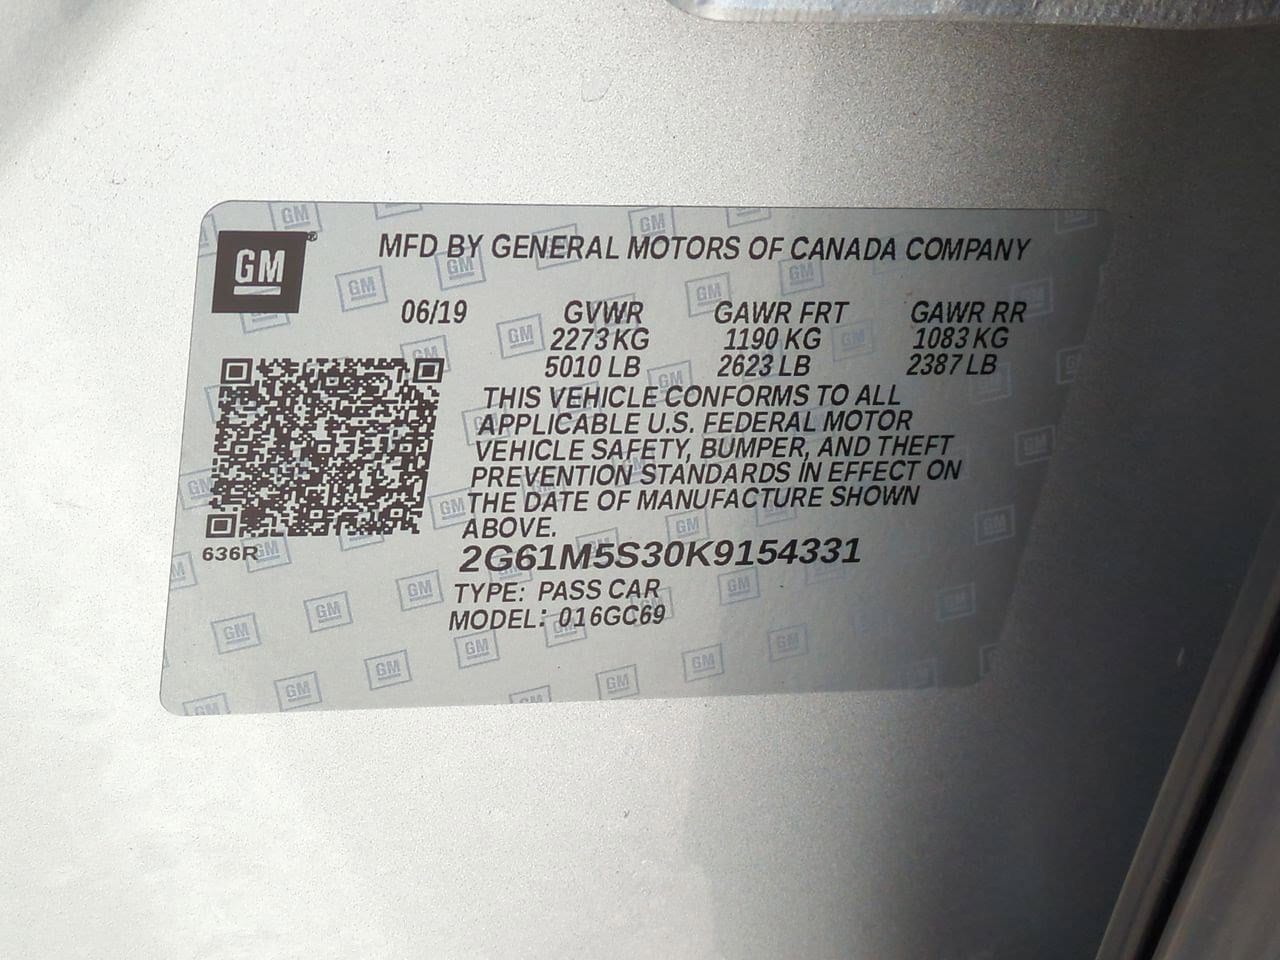 GM
MFD BY GENERAL MOTORS OF CANADA COMPANY
06/19 GVWR GAWR FRT GAWR RR
2273 KG 1190 KG 1083 KG
5010 LB 2623 LB 2387 LB
THIS VEHICLE CONFORMS TO ALL
APPLICABLE U.S. FEDERAL MOTOR
VEHICLE SAFETY, BUMPER, AND THEFT
PREVENTION STANDARDS IN EFFECT ON
THE DATE OF MANUFACTURE SHOWN
ABOVE.
636R
2G61M5S30K9154331
TYPE: PASS CAR
MODEL: 016GC69